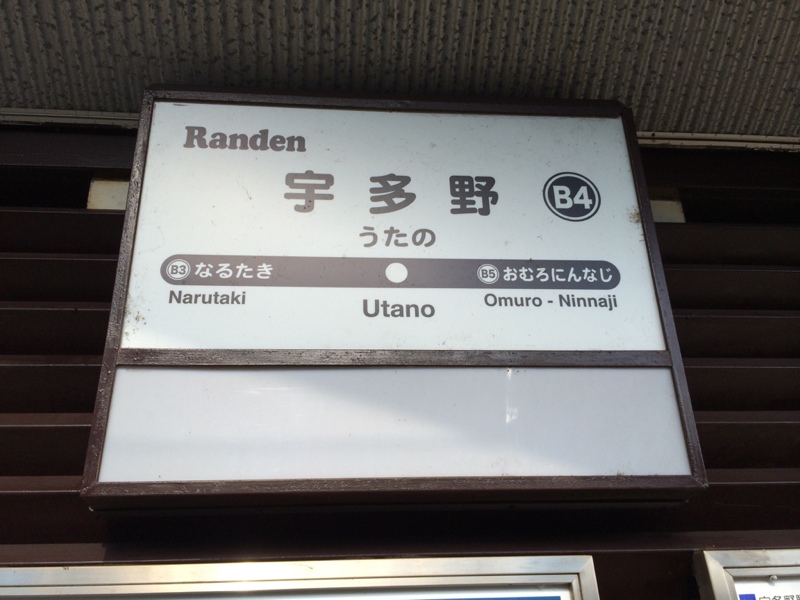 Randen
宇多野 B4
うたの
B3 なるたき B5 おむろにんなじ
Narutaki Utano Omuro - Ninnaji